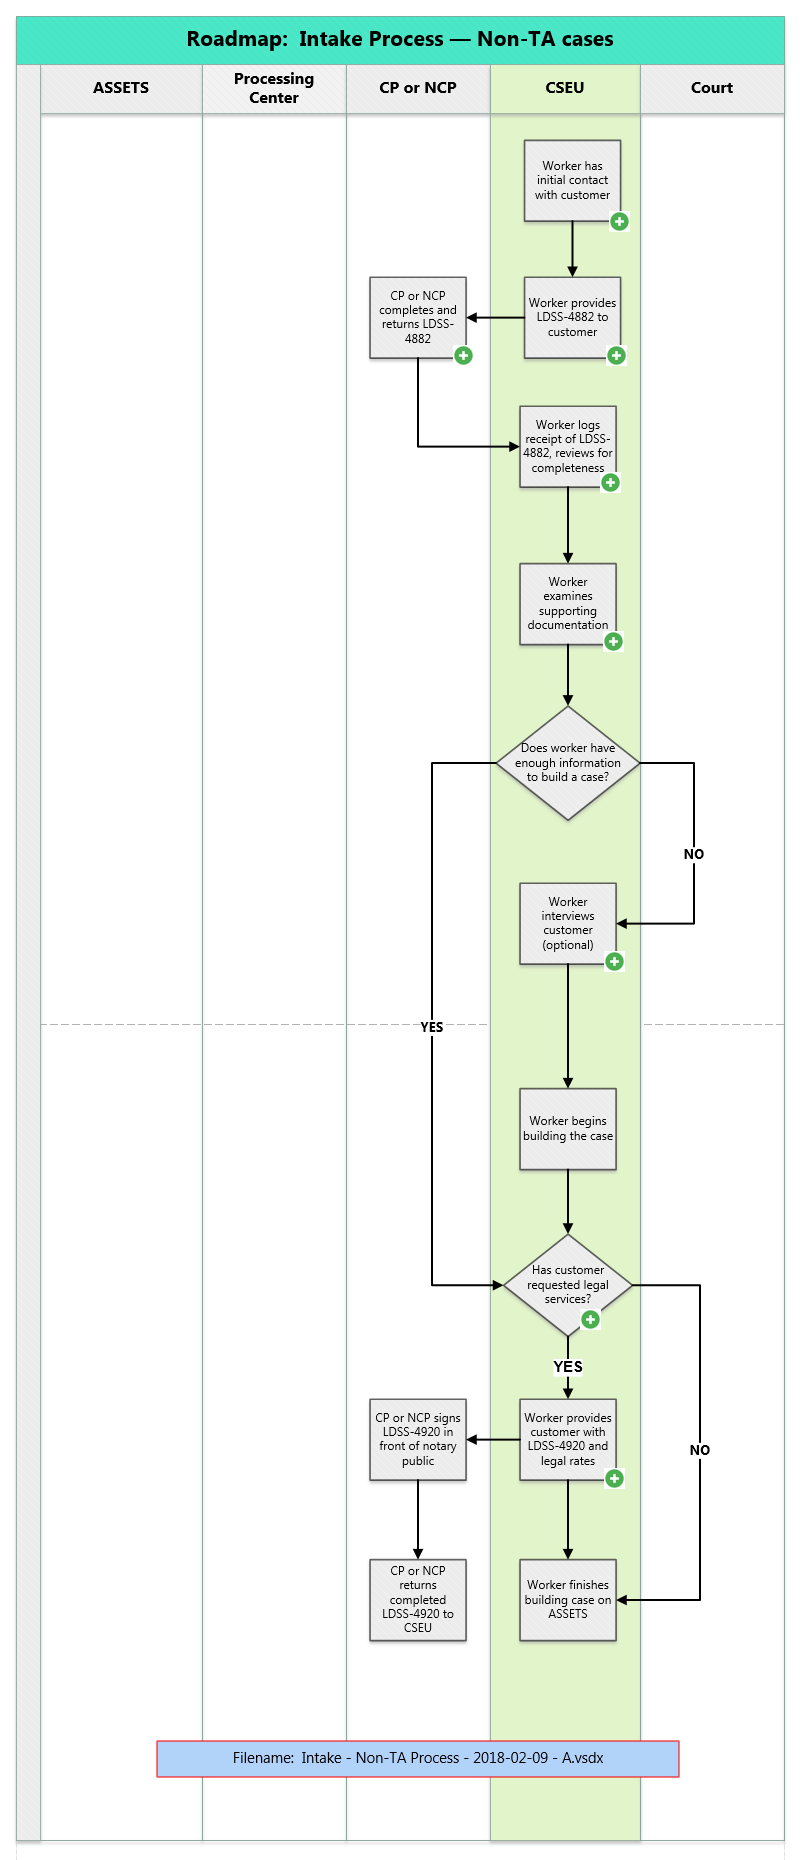 Roadmap:  Intake Process — Non-TA cases
ASSETS
Processing
Center
CP or NCP
CSEU
Court
Worker has
initial contact
with customer
CP or NCP
completes and
returns LDSS-
4882
Worker provides
LDSS-4882 to
customer
Worker logs
receipt of LDSS-
4882, reviews for
completeness
Worker
examines
supporting
documentation
Does worker have
enough information
to build a case?
NO
Worker
interviews
customer
(optional)
YES
Worker begins
building the case
Has customer
requested legal
services?
YES
CP or NCP signs
LDSS-4920 in
front of notary
public
Worker provides
customer with
LDSS-4920 and
legal rates
NO
CP or NCP
returns
completed
LDSS-4920 to
CSEU
Worker finishes
building case on
ASSETS
Filename:  Intake - Non-TA Process - 2018-02-09 - A.vsdx